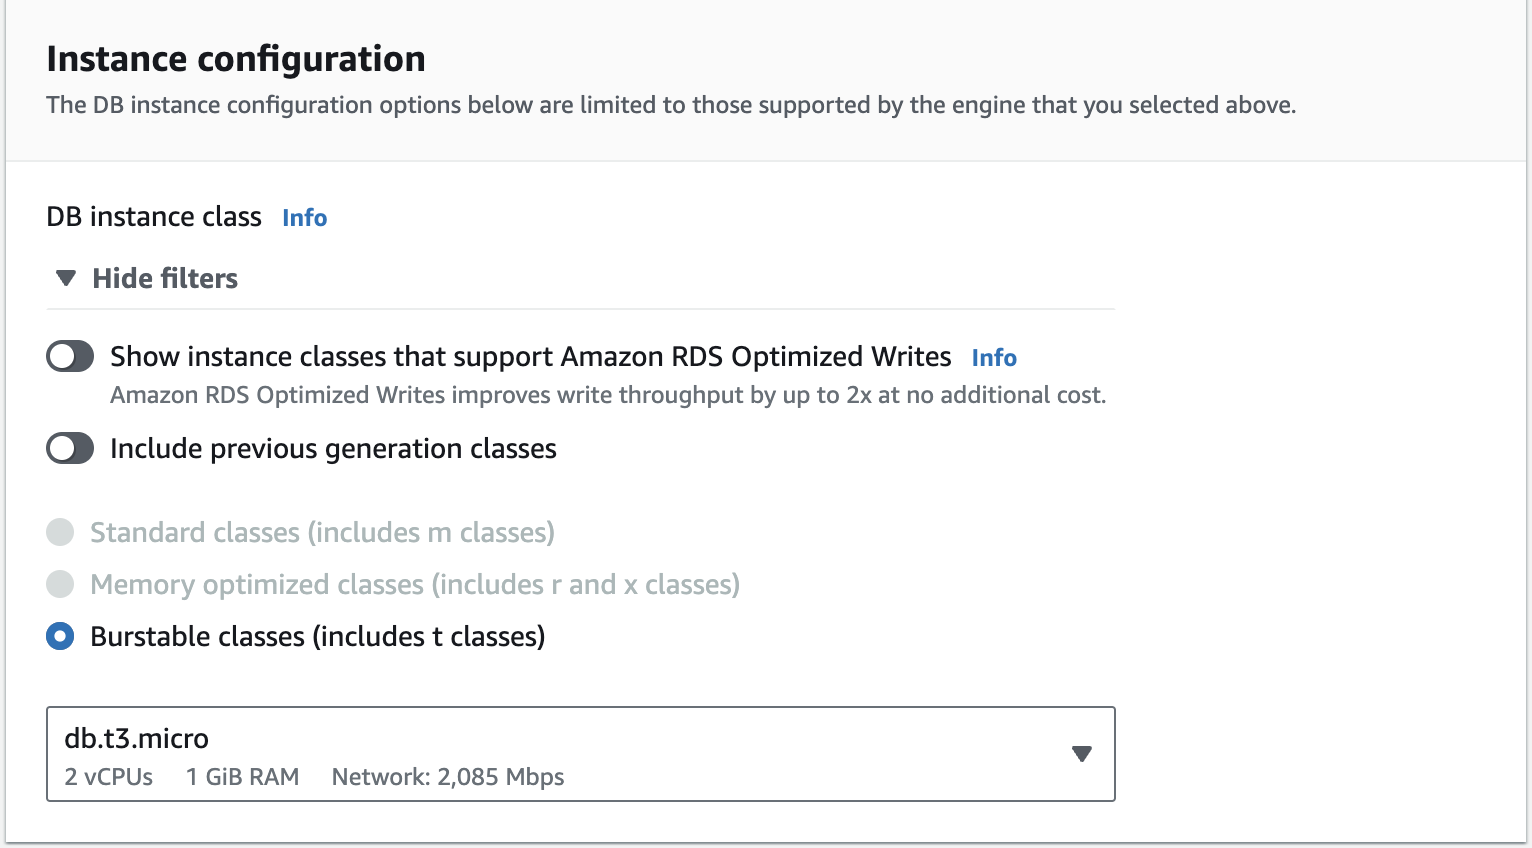 Instance configuration
The DB instance configuration options below are limited to those supported by the engine that you selected above.
DB instance class Info
Hide filters
Show instance classes that support Amazon RDS Optimized Writes Info
Amazon RDS Optimized Writes improves write throughput by up to 2x at no additional cost.
Include previous generation classes
Standard classes (includes m classes)
Memory optimized classes (includes r and x classes)
Burstable classes (includes t classes)
db.t3.micro
2 vCPUs 1 GiB RAM Network: 2,085 Mbps